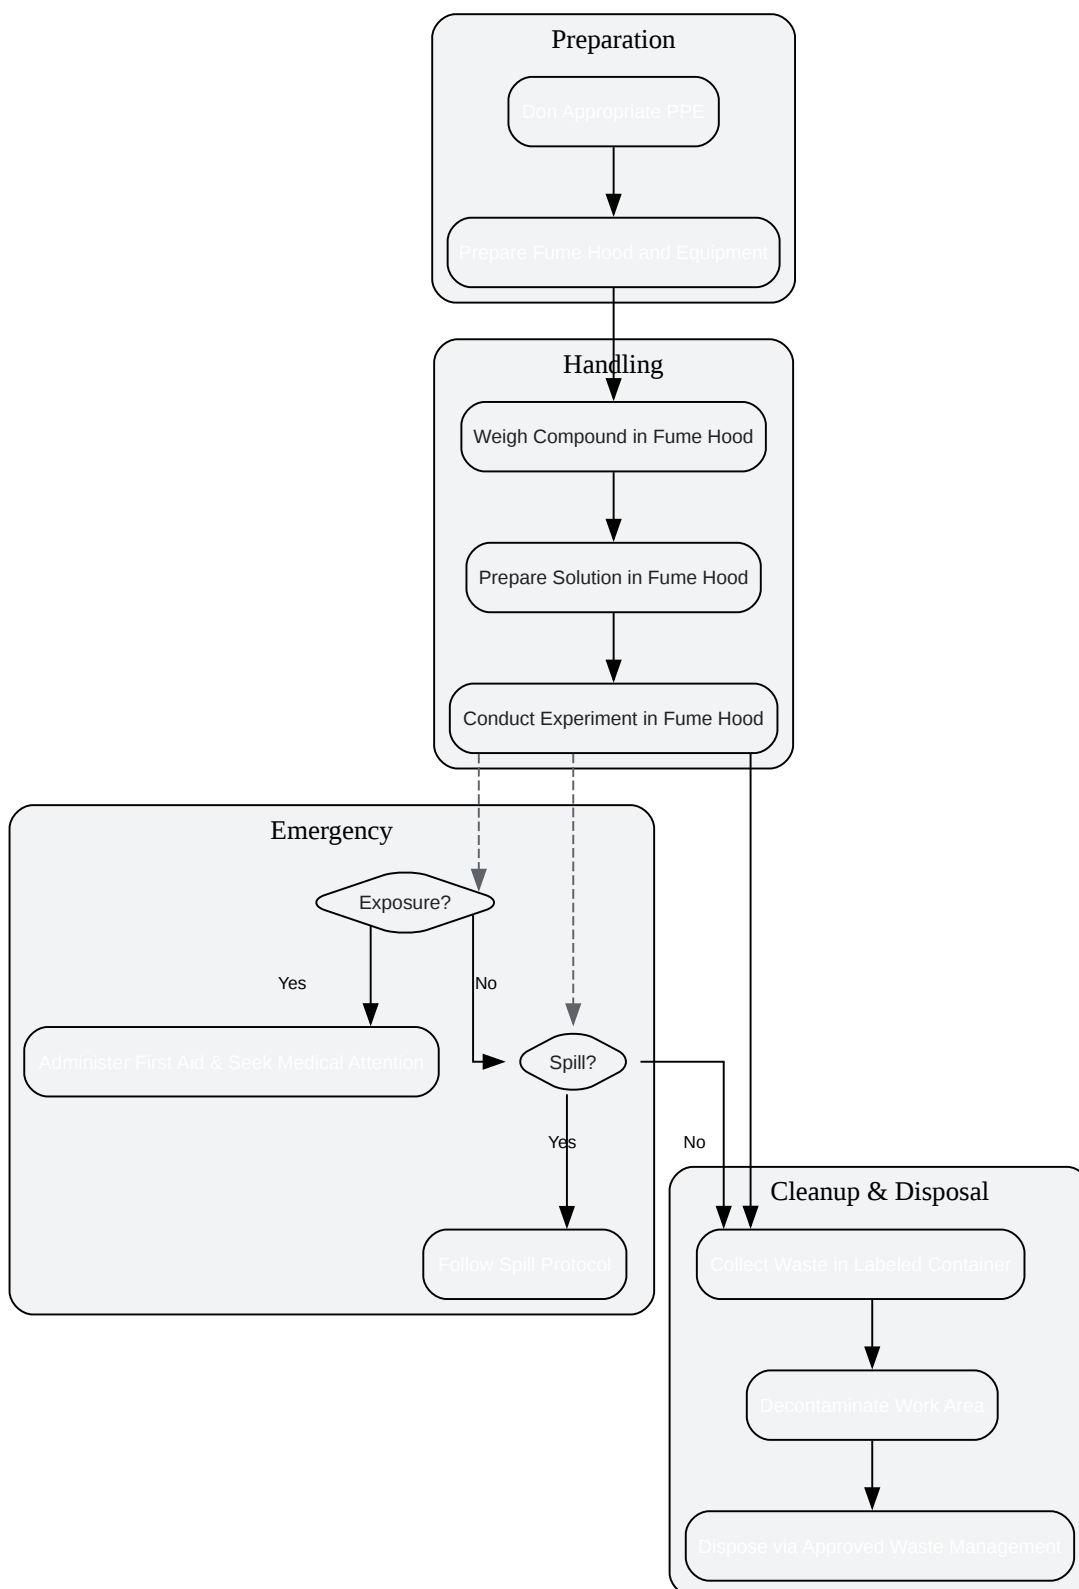 Preparation
Don Appropriate PPE
Prepare Fume Hood and Equipment
Handling
Weigh Compound in Fume Hood
Prepare Solution in Fume Hood
Conduct Experiment in Fume Hood
Emergency
Exposure?
Yes
No
Administer First Aid & Seek Medical Attention
Spill?
Yes
No
Follow Spill Protocol
Cleanup & Disposal
Collect Waste in Labeled Container
Decontaminate Work Area
Dispose via Approved Waste Management